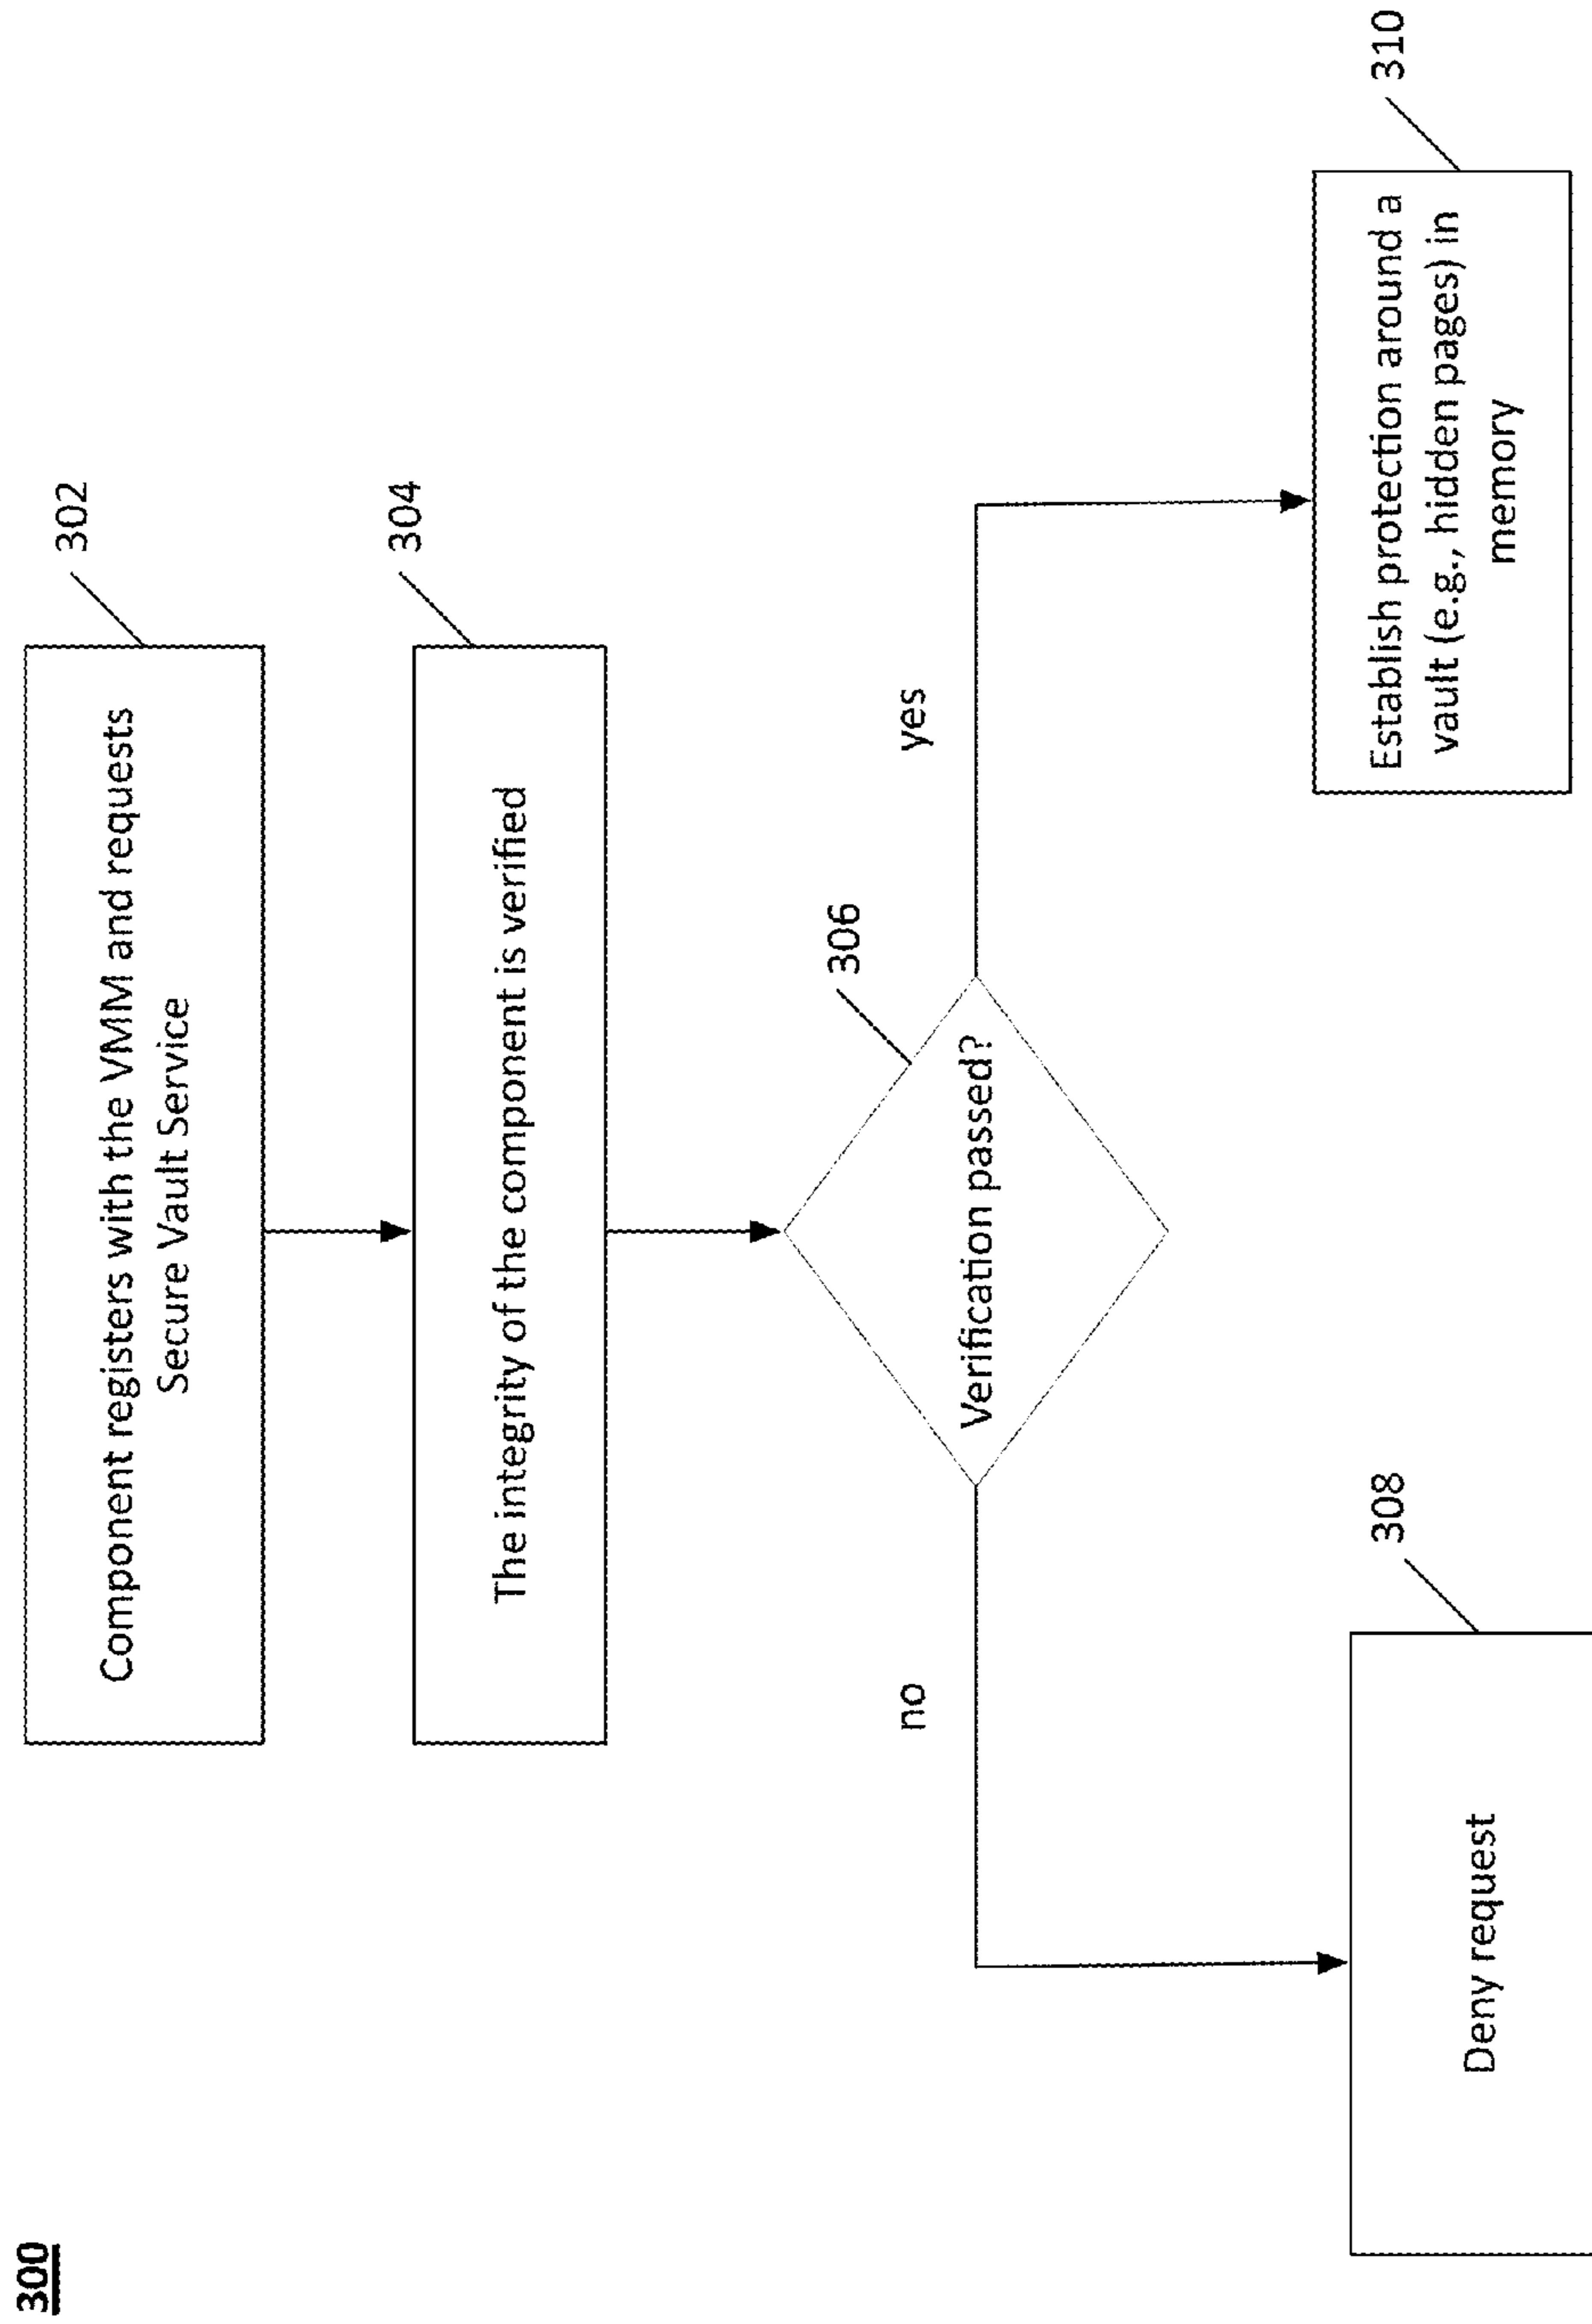 300
Component registers with the VMM and requests
Secure Vault Service
302
The integrity of the component is verified
304
Verification passed?
306
no
yes
Deny request
308
Establish protection around a
vault (e.g., hidden pages) in
memory
310